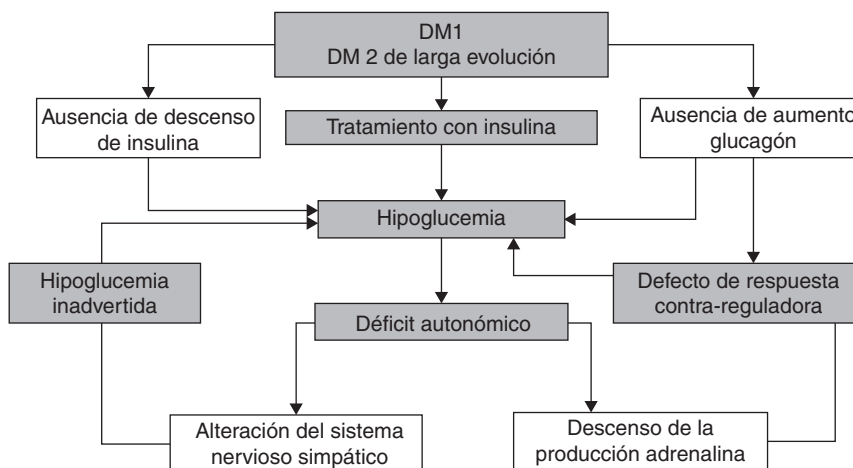 DM1
DM 2 de larga evolución
Ausencia de descenso
de insulina
Tratamiento con insulina
Ausencia de aumento
glucagón
Hipoglucemia
Hipoglucemia
inadvertida
Defecto de respuesta
contra-reguladora
Déficit autonómico
Alteración del sistema
nervioso simpático
Descenso de la
producción adrenalina